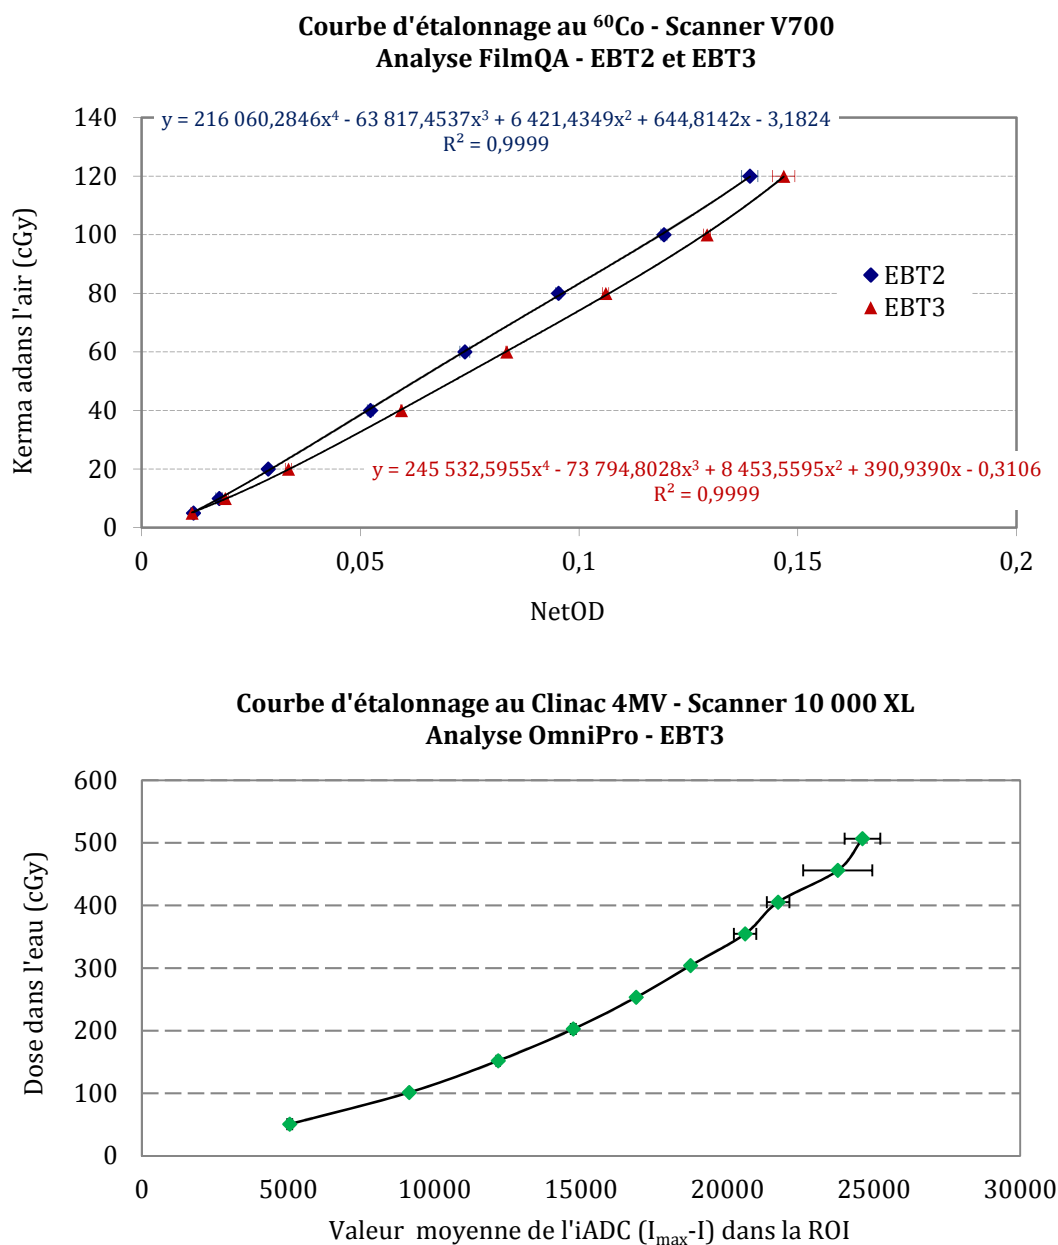 Courbe d'étalonnage au ⁶⁰Co - Scanner V700
Analyse FilmQA - EBT2 et EBT3
140
y = 216 060,2846x⁴ - 63 817,4537x³ + 6 421,4349x² + 644,8142x - 3,1824
R² = 0,9999
120
100
80
60
40
20
0
Kerma adans l'air (cGy)
EBT2
EBT3
y = 245 532,5955x⁴ - 73 794,8028x³ + 8 453,5595x² + 390,9390x - 0,3106
R² = 0,9999
0 0,05 0,1 0,15 0,2
NetOD
Courbe d'étalonnage au Clinac 4MV - Scanner 10 000 XL
Analyse OmniPro - EBT3
600
500
400
300
200
100
0
Dose dans l'eau (cGy)
0 5000 10000 15000 20000 25000 30000
Valeur moyenne de l'iADC (Iₘₐₓ-I) dans la ROI